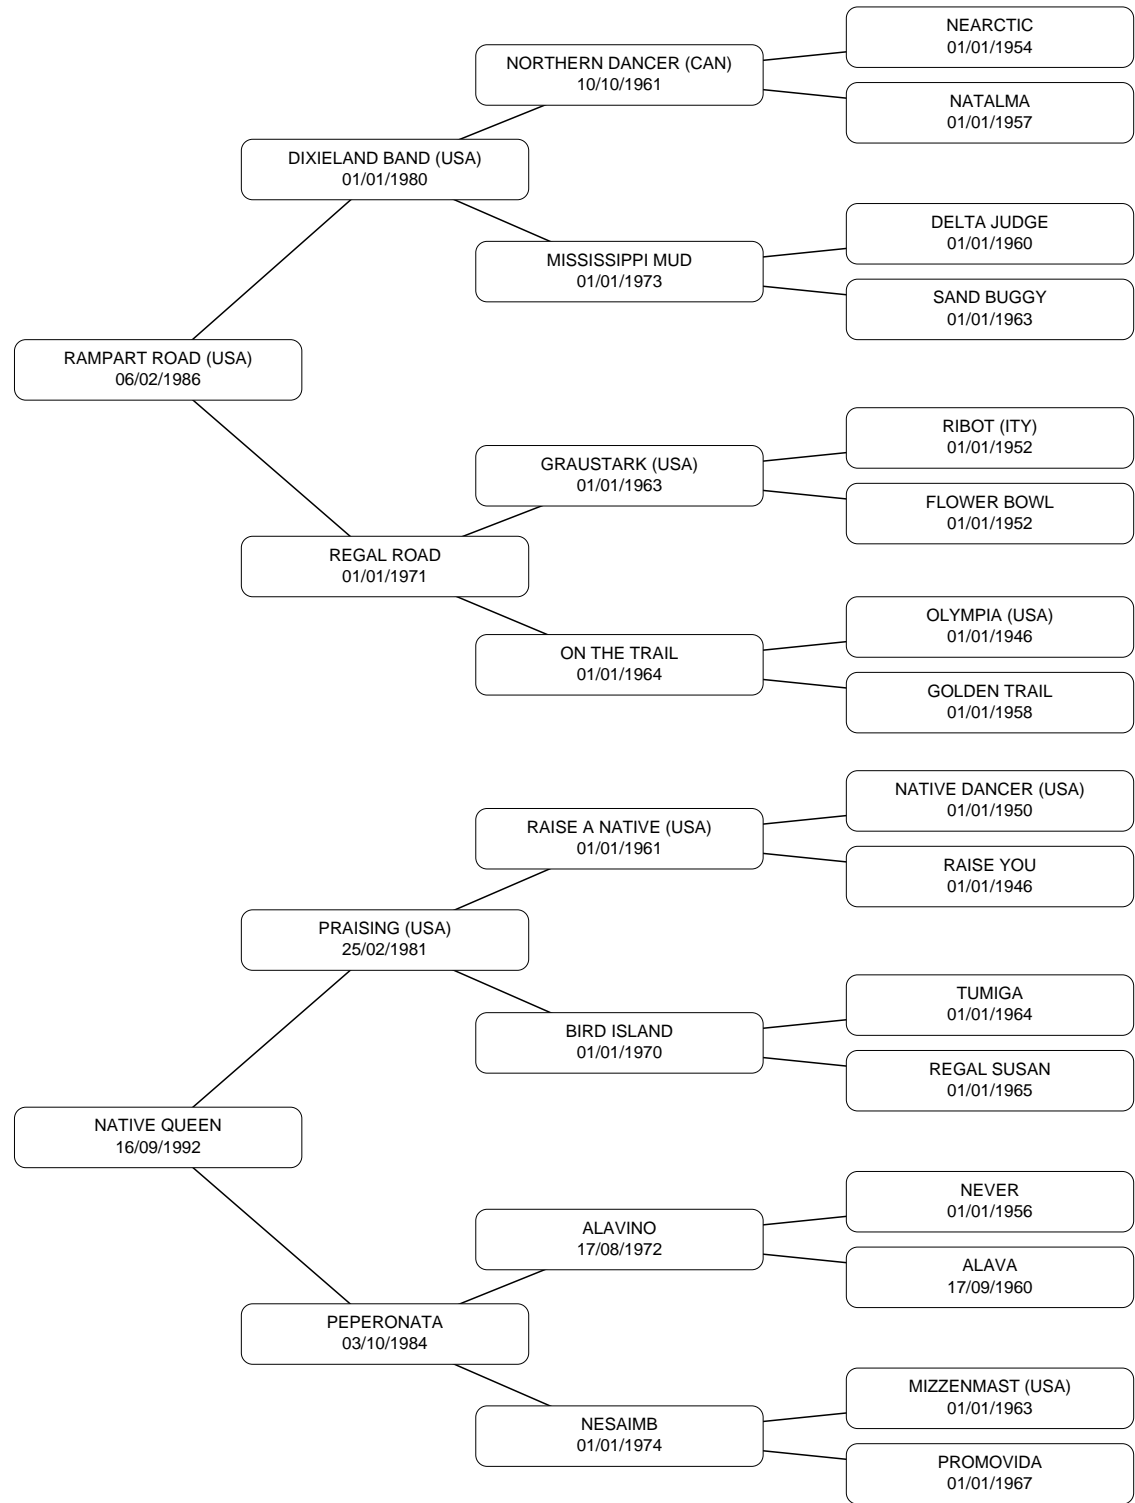 NEARCTIC
01/01/1954
NORTHERN DANCER (CAN)
10/10/1961
NATALMA
01/01/1957
DIXIELAND BAND (USA)
01/01/1980
DELTA JUDGE
01/01/1960
MISSISSIPPI MUD
01/01/1973
SAND BUGGY
01/01/1963
RAMPART ROAD (USA)
06/02/1986
RIBOT (ITY)
01/01/1952
GRAUSTARK (USA)
01/01/1963
FLOWER BOWL
01/01/1952
REGAL ROAD
01/01/1971
OLYMPIA (USA)
01/01/1946
ON THE TRAIL
01/01/1964
GOLDEN TRAIL
01/01/1958
NATIVE DANCER (USA)
01/01/1950
RAISE A NATIVE (USA)
01/01/1961
RAISE YOU
01/01/1946
PRAISING (USA)
25/02/1981
TUMIGA
01/01/1964
BIRD ISLAND
01/01/1970
REGAL SUSAN
01/01/1965
NATIVE QUEEN
16/09/1992
NEVER
01/01/1956
ALAVINO
17/08/1972
ALAVA
17/09/1960
PEPERONATA
03/10/1984
MIZZENMAST (USA)
01/01/1963
NESAIMB
01/01/1974
PROMOVIDA
01/01/1967